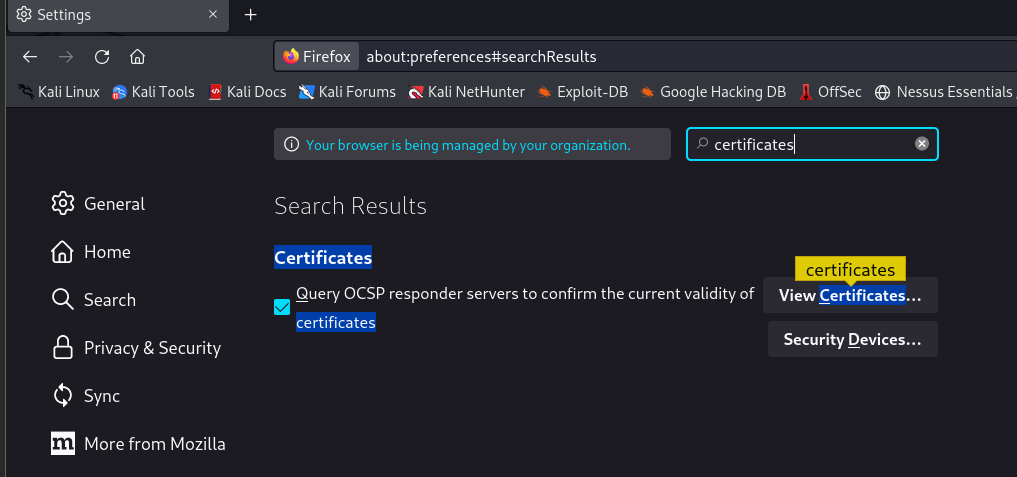 Settings
Firefox about:preferences#searchResults
Kali Linux Kali Tools Kali Docs Kali Forums Kali NetHunter Exploit-DB Google Hacking DB OffSec Nessus Essentials
Your browser is being managed by your organization.
certificates
General
Home
Search
Privacy & Security
Sync
m More from Mozilla
Search Results
Certificates
Query OCSP responder servers to confirm the current validity of
certificates
certificates
View Certificates...
Security Devices...